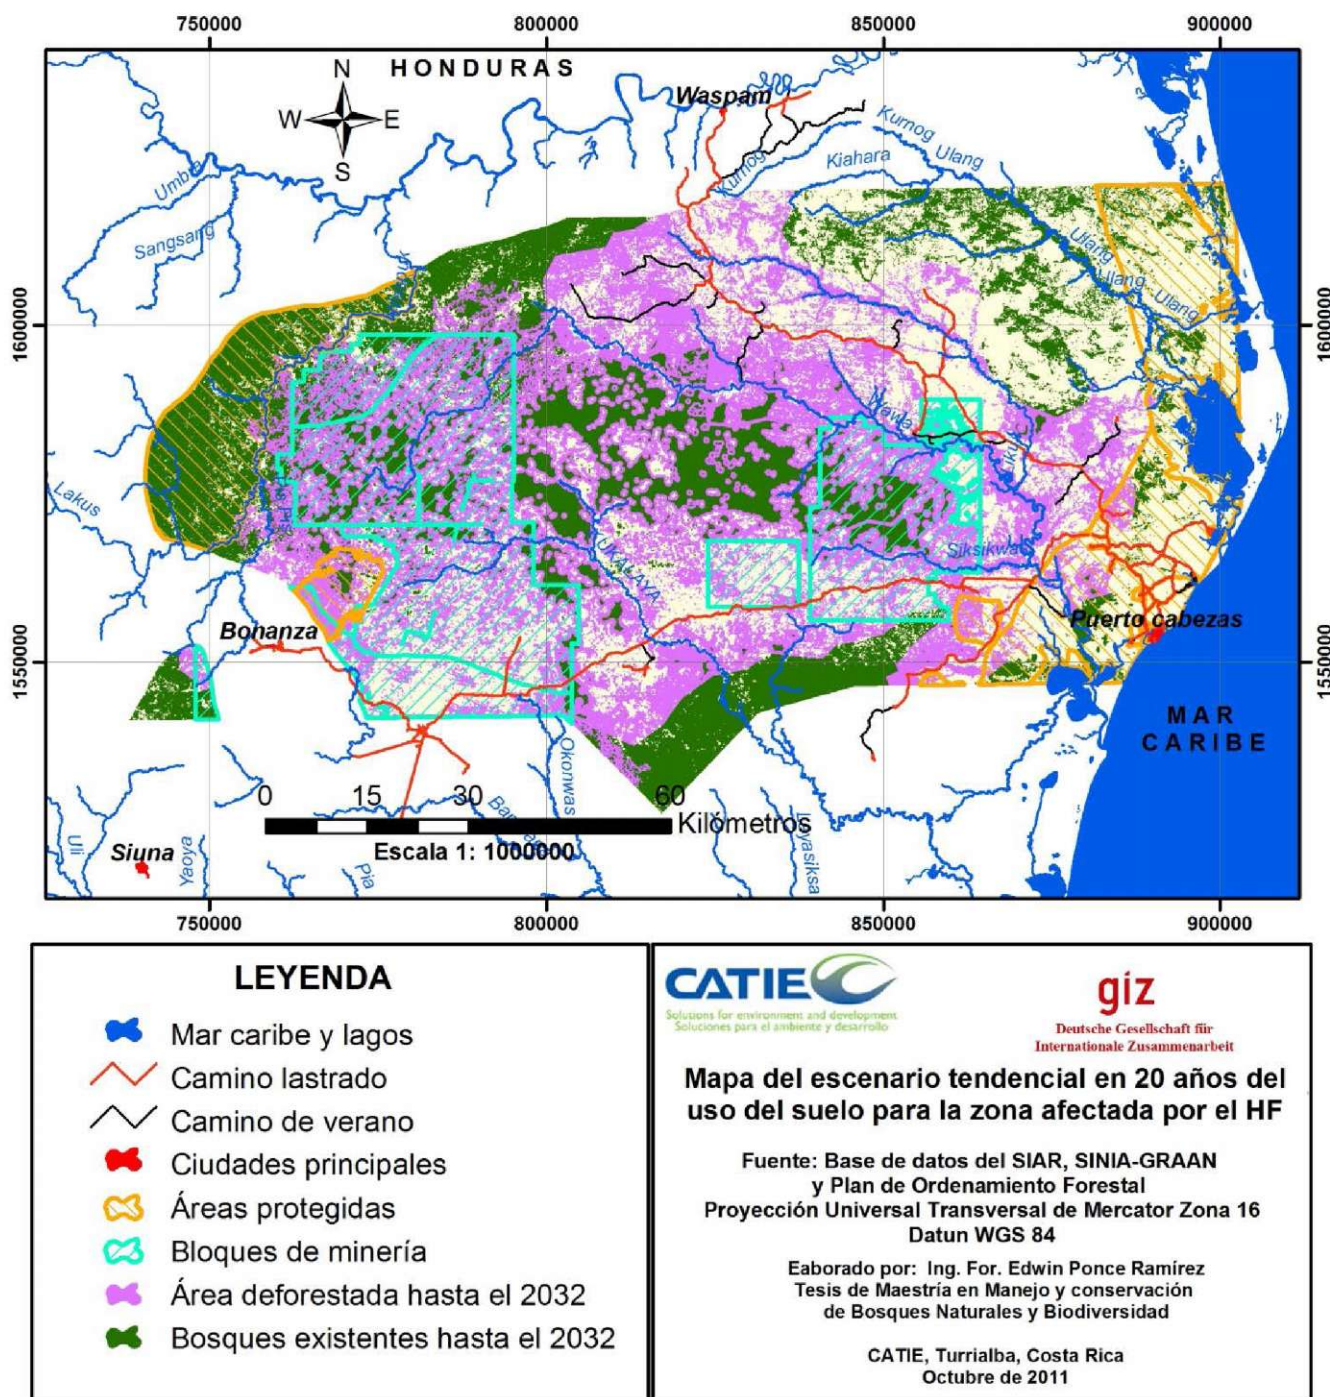 750000 800000 850000 900000
HONDURAS
N
W E
S
Waspam
Kurnog Ulang
Kiahara
Kurnog
Umbra
Sangsang
Ulang
Ulang
Ulang
1600000 1600000
Wawa
Likus
Lakus
UKALAYA
Siksikwas
Bonanza
Puerto cabezas
1550000 1550000
MAR
CARIBE
Okonwas
0 15 30 60
Kilómetros
Escala 1: 1000000
Siuna
Uli
Yaoya
Pia
750000 800000 850000 900000
LEYENDA
Mar caribe y lagos
Camino lastrado
Camino de verano
Ciudades principales
Áreas protegidas
Bloques de minería
Área deforestada hasta el 2032
Bosques existentes hasta el 2032
CATIE
Solutions for environment and development
Soluciones para el ambiente y desarrollo
giz
Deutsche Gesellschaft für
Internationale Zusammenarbeit
Mapa del escenario tendencial en 20 años del
uso del suelo para la zona afectada por el HF
Fuente: Base de datos del SIAR, SINIA-GRAAN
y Plan de Ordenamiento Forestal
Proyección Universal Transversal de Mercator Zona 16
Datun WGS 84
Eaborado por: Ing. For. Edwin Ponce Ramírez
Tesis de Maestría en Manejo y conservación
de Bosques Naturales y Biodiversidad
CATIE, Turrialba, Costa Rica
Octubre de 2011